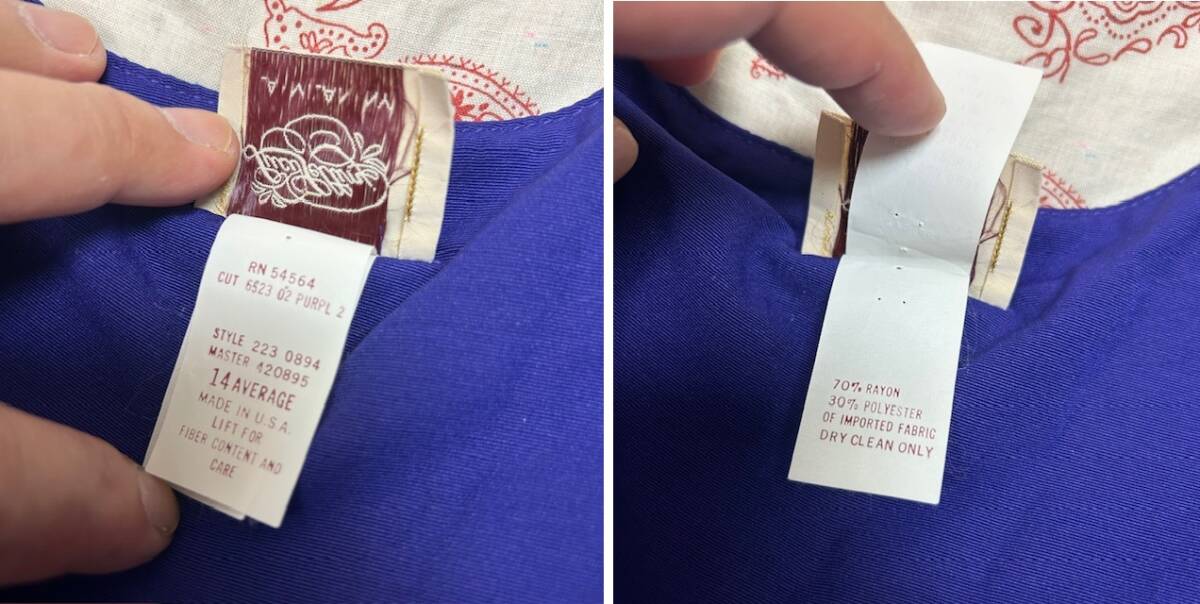 RN 54564
CUT 6523 02 PURPL 2
STYLE 223 0894
MASTER 420895
14 AVERAGE
MADE IN U.S.A.
LIFT FOR
FIBER CONTENT AND
CARE
70% RAYON
30% POLYESTER
OF IMPORTED FABRIC
DRY CLEAN ONLY